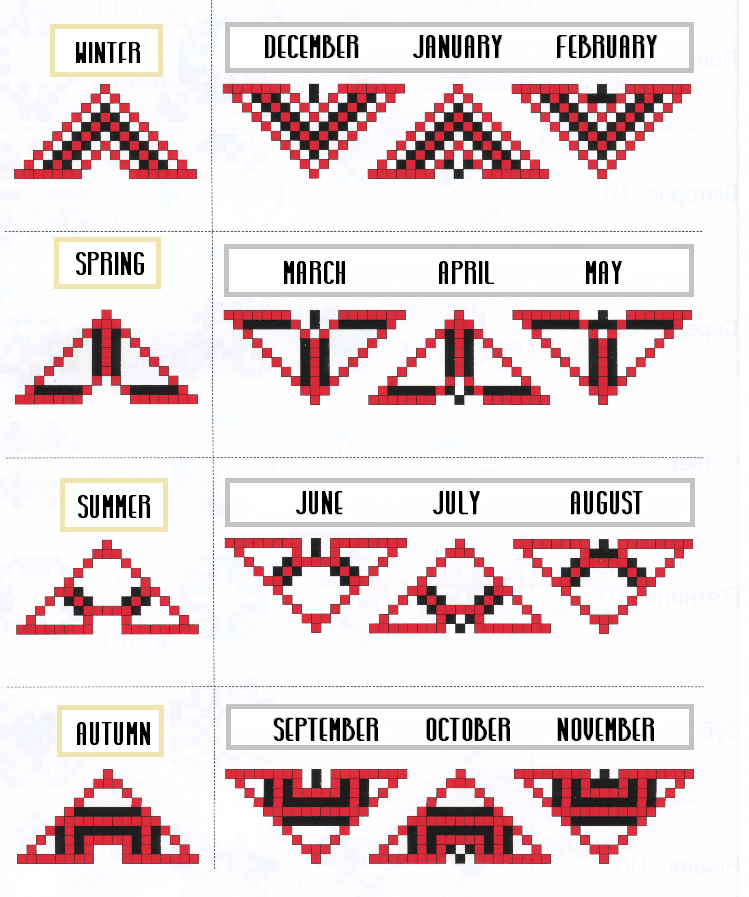 WINTER
DECEMBER JANUARY FEBRUARY
SPRING
MARCH APRIL MAY
SUMMER
JUNE JULY AUGUST
AUTUMN
SEPTEMBER OCTOBER NOVEMBER